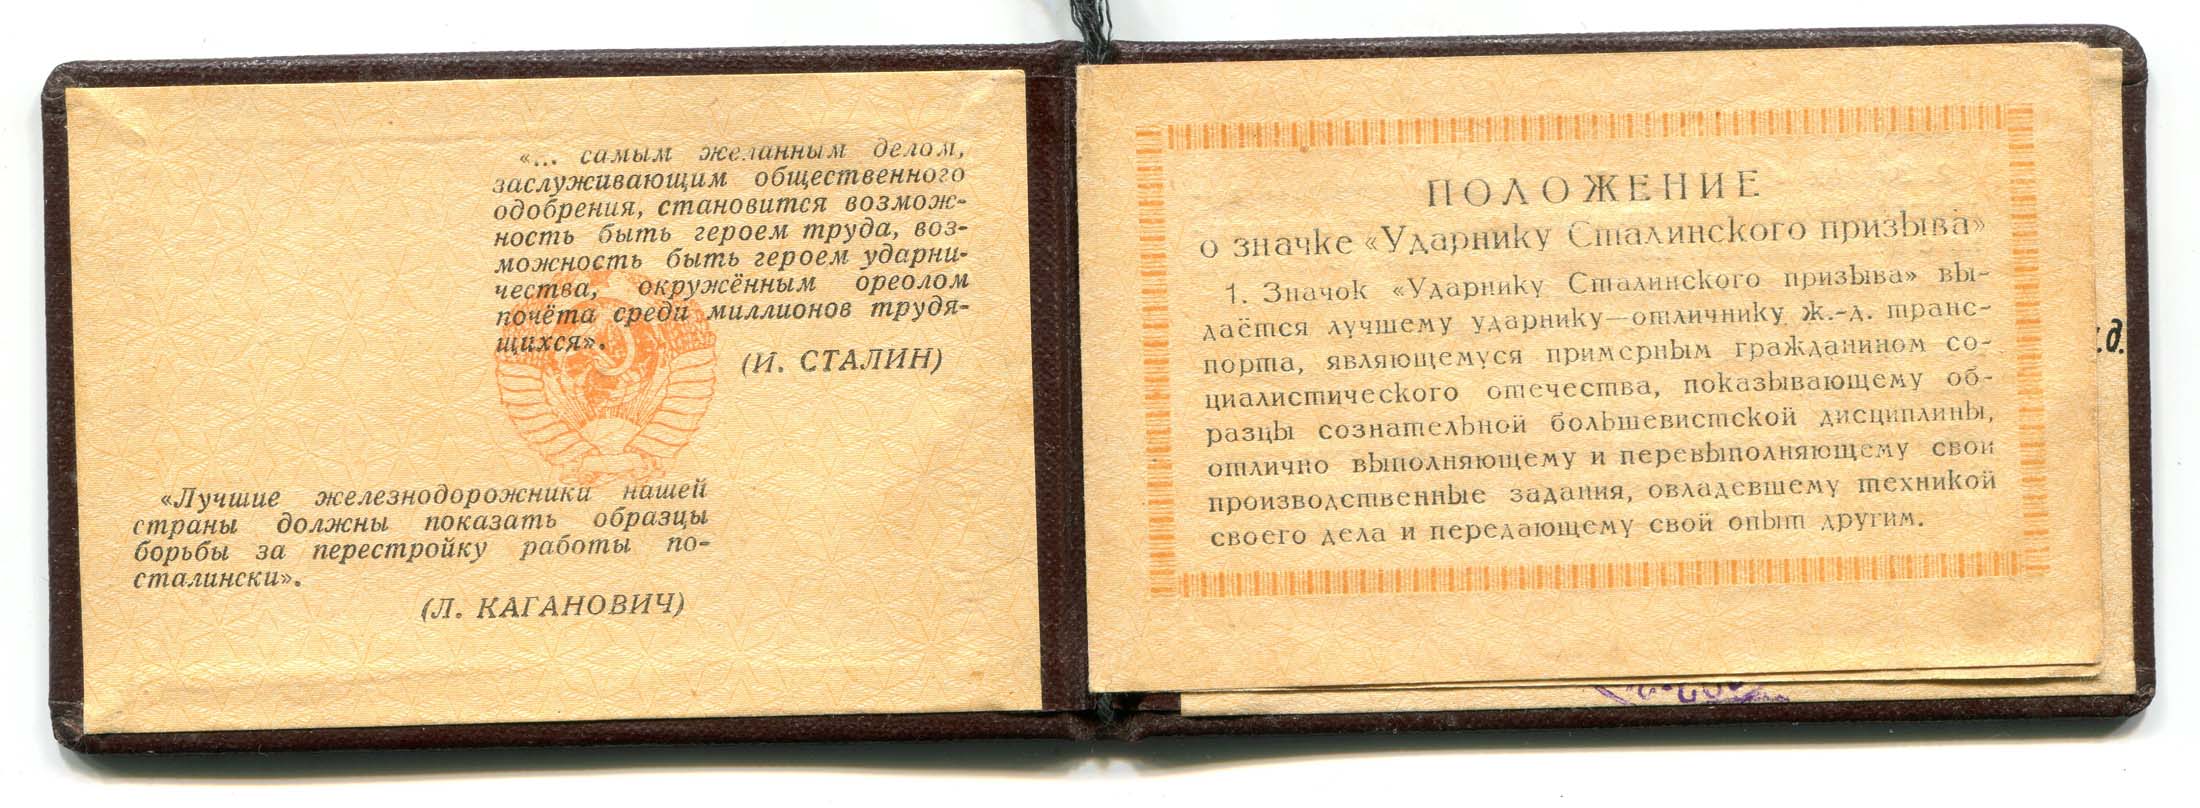 «... самым желанным делом,
заслуживающим общественного
одобрения, становится возмож-
ность быть героем труда, воз-
можность быть героем ударни-
чества, окружённым ореолом
почёта среди миллионов трудя-
щихся».
(И. СТАЛИН)
«Лучшие железнодорожники нашей
страны должны показать образцы
борьбы за перестройку работы по-
сталински».
(Л. КАГАНОВИЧ)
ПОЛОЖЕНИЕ
о значке «Ударнику Сталинского призыва»
1. Значок «Ударнику Сталинского призыва» вы-
даётся лучшему ударнику—отличнику ж.-д. транс-
порта, являющемуся примерным гражданином со-
циалистического отечества, показывающему об-
разцы сознательной большевистской дисциплины,
отлично выполняющему и перевыполняющему свои
производственные задания, овладевшему техникой
своего дела и передающему свой опыт другим.
.д.